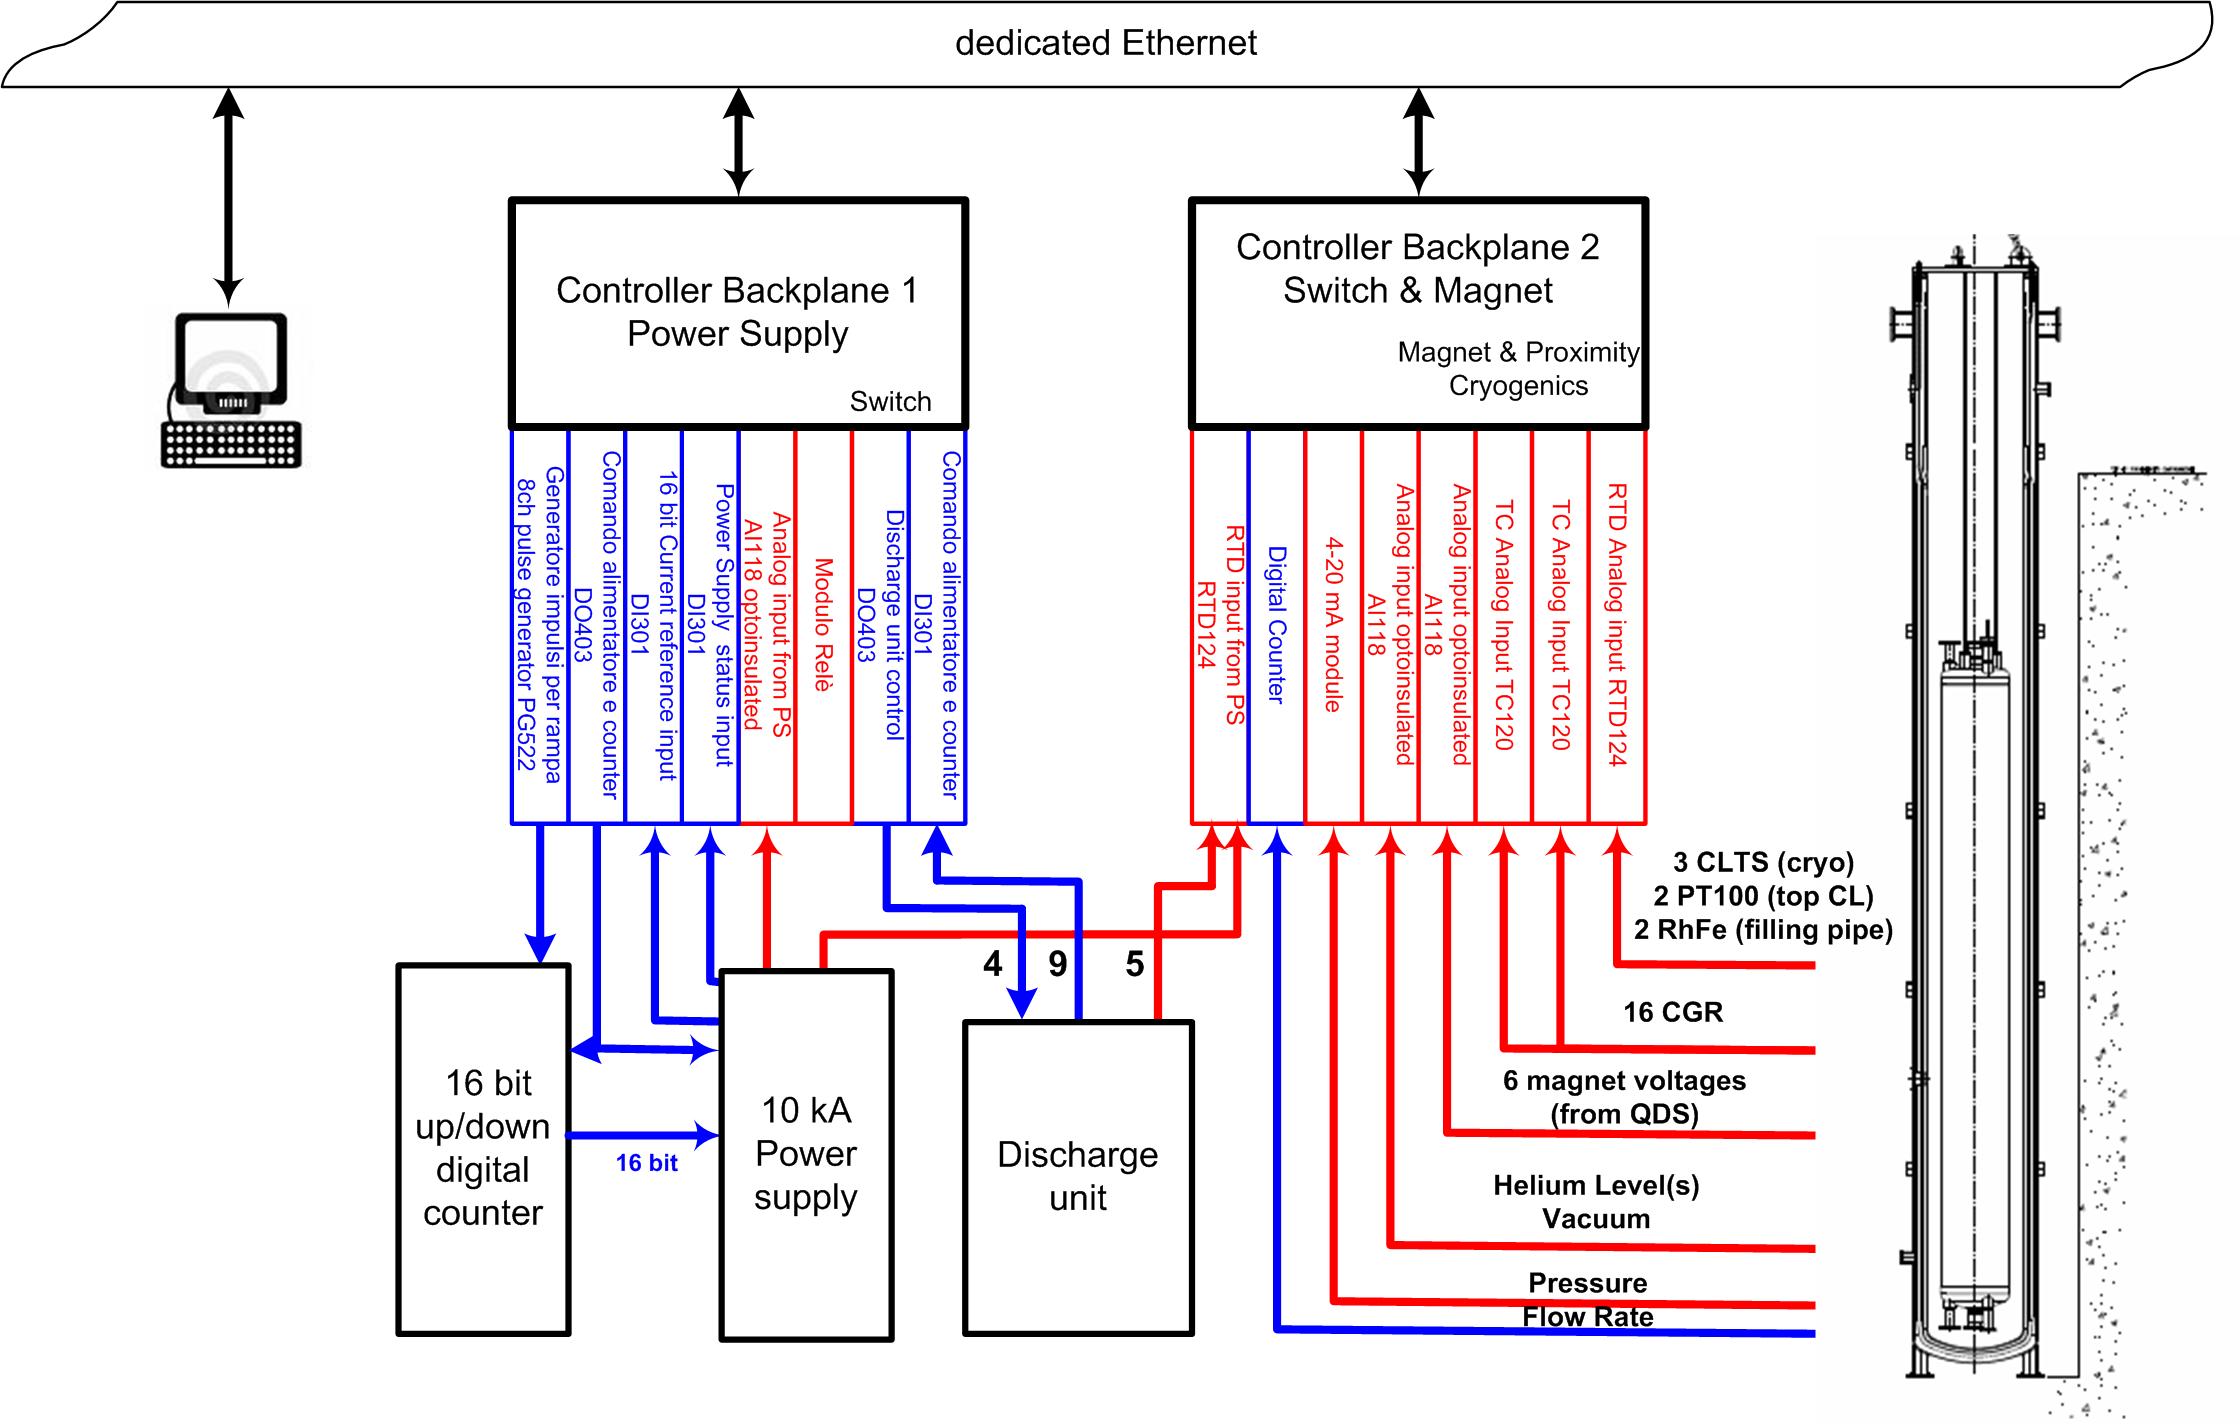 dedicated Ethernet
Controller Backplane 1
Power Supply
Switch
Controller Backplane 2
Switch & Magnet
Magnet & Proximity
Cryogenics
Generatore impulsi per rampa
8ch pulse generator PG522
Comando alimentatore e counter
DO403
16 bit Current reference input
DI301
Power Supply status input
DI301
Analog input from PS
AI118 optoinsulated
Modulo Relè
Discharge unit control
DO403
Comando alimentatore e counter
DI301
RTD input from PS
RTD124
Digital Counter
4-20 mA module
Analog input optoinsulated
AI118
Analog input optoinsulated
AI118
TC Analog Input TC120
TC Analog Input TC120
RTD Analog input RTD124
3 CLTS (cryo)
2 PT100 (top CL)
2 RhFe (filling pipe)
4 9 5
16 CGR
6 magnet voltages
(from QDS)
Helium Level(s)
Vacuum
Pressure
Flow Rate
16 bit
up/down
digital
counter
16 bit
10 kA
Power
supply
Discharge
unit